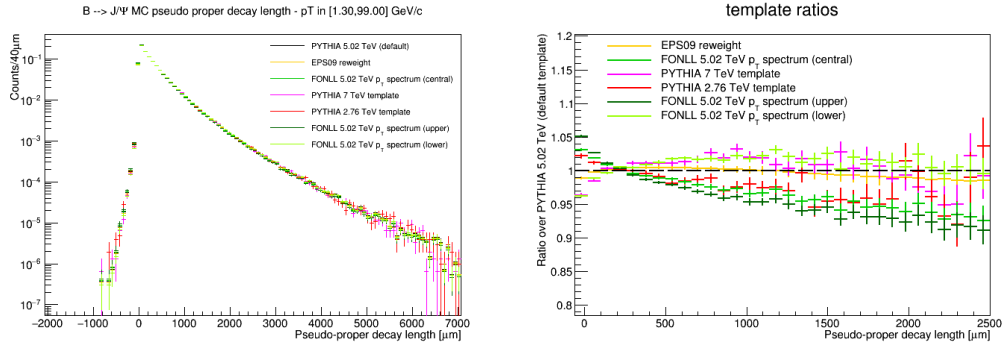 B --> J/Ψ MC pseudo proper decay length - pT in [1.30,99.00] GeV/c
Counts/40μm
10⁻¹
10⁻²
10⁻³
10⁻⁴
10⁻⁵
10⁻⁶
10⁻⁷
PYTHIA 5.02 TeV (default)
EPS09 reweight
FONLL 5.02 TeV p_T spectrum (central)
PYTHIA 7 TeV template
PYTHIA 2.76 TeV template
FONLL 5.02 TeV p_T spectrum (upper)
FONLL 5.02 TeV p_T spectrum (lower)
−2000 −1000 0 1000 2000 3000 4000 5000 6000 7000
Pseudo-proper decay length [μm]
template ratios
Ratio over PYTHIA 5.02 TeV (default template)
1.2
1.15
1.1
1.05
1
0.95
0.9
0.85
0.8
EPS09 reweight
FONLL 5.02 TeV p_T spectrum (central)
PYTHIA 7 TeV template
PYTHIA 2.76 TeV template
FONLL 5.02 TeV p_T spectrum (upper)
FONLL 5.02 TeV p_T spectrum (lower)
0 500 1000 1500 2000 2500
Pseudo-proper decay length [μm]